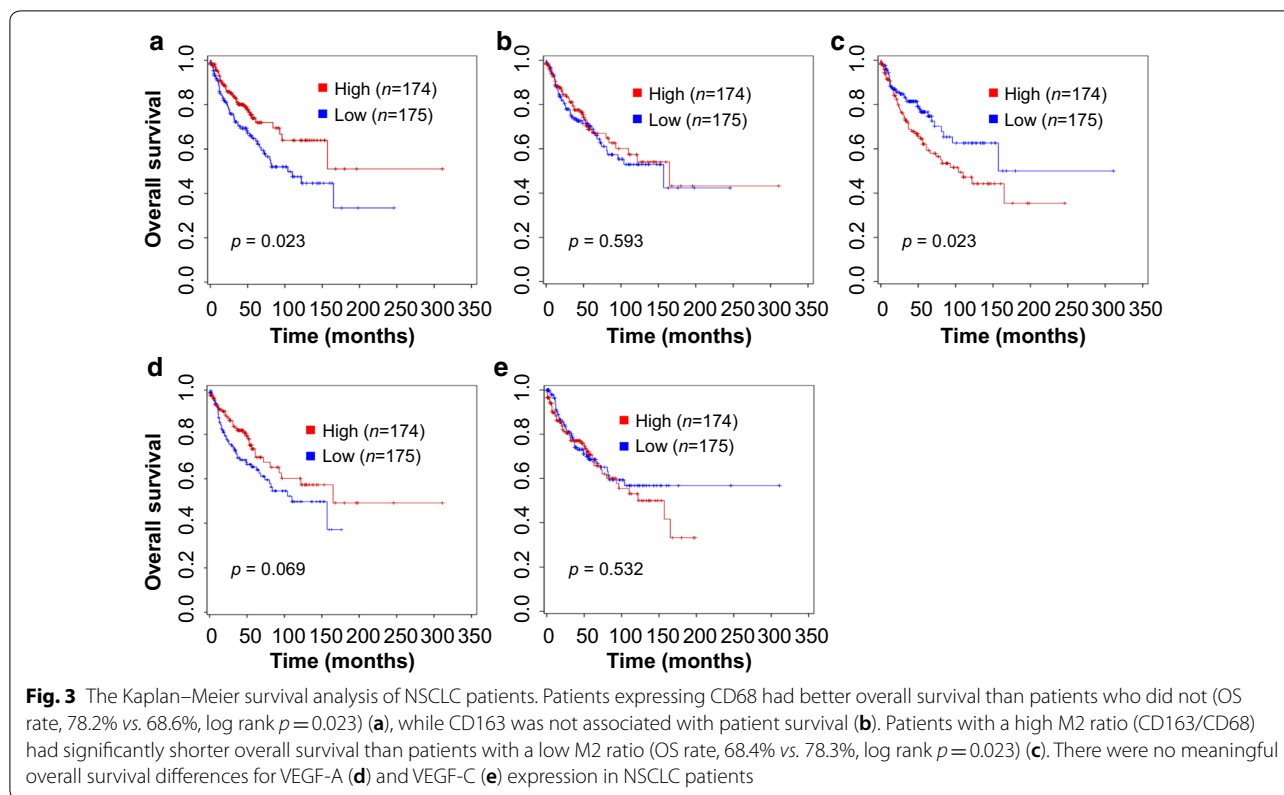 a
b
c
1.0
0.8
0.6
0.4
0.2
0.0
Overall survival
High (n=174)
Low (n=175)
p = 0.023
0 50 100 150 200 250 300 350
Time (months)
1.0
0.8
0.6
0.4
0.2
0.0
High (n=174)
Low (n=175)
p = 0.593
0 50 100 150 200 250 300 350
Time (months)
1.0
0.8
0.6
0.4
0.2
0.0
High (n=174)
Low (n=175)
p = 0.023
0 50 100 150 200 250 300 350
Time (months)
d
e
1.0
0.8
0.6
0.4
0.2
0.0
Overall survival
High (n=174)
Low (n=175)
p = 0.069
0 50 100 150 200 250 300 350
Time (months)
1.0
0.8
0.6
0.4
0.2
0.0
High (n=174)
Low (n=175)
p = 0.532
0 50 100 150 200 250 300 350
Time (months)
Fig. 3 The Kaplan–Meier survival analysis of NSCLC patients. Patients expressing CD68 had better overall survival than patients who did not (OS
rate, 78.2% vs. 68.6%, log rank p = 0.023) (a), while CD163 was not associated with patient survival (b). Patients with a high M2 ratio (CD163/CD68)
had significantly shorter overall survival than patients with a low M2 ratio (OS rate, 68.4% vs. 78.3%, log rank p = 0.023) (c). There were no meaningful
overall survival differences for VEGF-A (d) and VEGF-C (e) expression in NSCLC patients